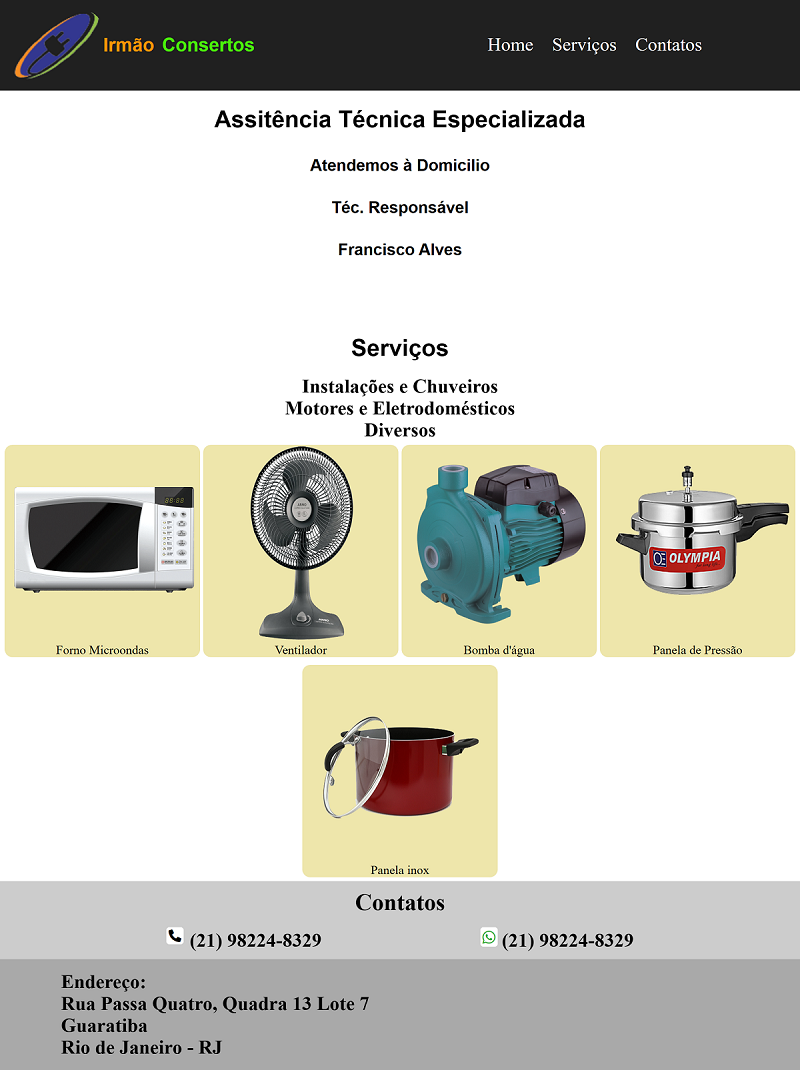 Irmão Consertos
Home Serviços Contatos
Assitência Técnica Especializada
Atendemos à Domicilio
Téc. Responsável
Francisco Alves
Serviços
Instalações e Chuveiros
Motores e Eletrodomésticos
Diversos
Forno Microondas
Ventilador
Bomba d'água
OLYMPIA
Panela de Pressão
Panela inox
Contatos
(21) 98224-8329
(21) 98224-8329
Endereço:
Rua Passa Quatro, Quadra 13 Lote 7
Guaratiba
Rio de Janeiro - RJ